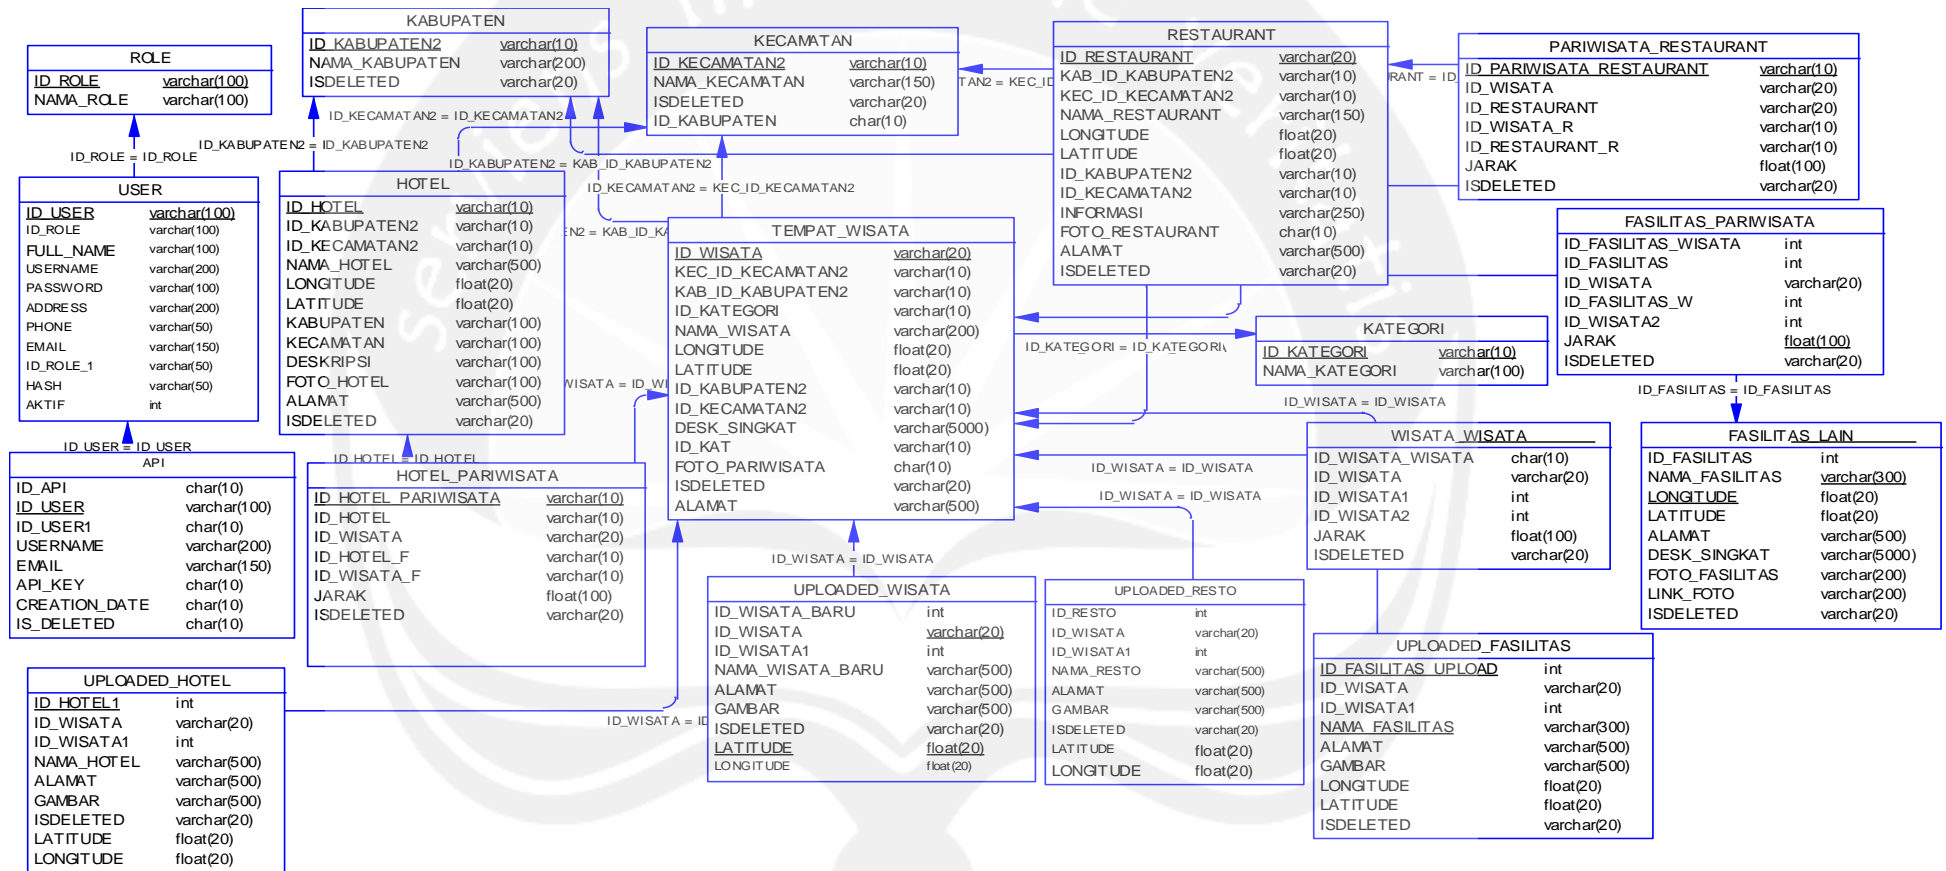 ROLE
ID_ROLE varchar(100)
NAMA_ROLE varchar(100)
ID_ROLE = ID_ROLE
USER
ID_USER varchar(100)
ID_ROLE varchar(100)
FULL_NAME varchar(100)
USERNAME varchar(200)
PASSWORD varchar(100)
ADDRESS varchar(200)
PHONE varchar(50)
EMAIL varchar(150)
ID_ROLE_1 varchar(50)
HASH varchar(50)
AKTIF int
ID_USER = ID_USER
API
ID_API char(10)
ID_USER varchar(100)
ID_USER1 char(10)
USERNAME varchar(200)
EMAIL varchar(150)
API_KEY char(10)
CREATION_DATE char(10)
IS_DELETED char(10)
UPLOADED_HOTEL
ID_HOTEL1 int
ID_WISATA varchar(20)
ID_WISATA1 int
NAMA_HOTEL varchar(500)
ALAMAT varchar(500)
GAMBAR varchar(500)
ISDELETED varchar(20)
LATITUDE float(20)
LONGITUDE float(20)
KABUPATEN
ID_KABUPATEN2 varchar(10)
NAMA_KABUPATEN varchar(200)
ISDELETED varchar(20)
ID_KECAMATAN2 = ID_KECAMATAN2
ID_KABUPATEN2 = ID_KABUPATEN2
ID_KABUPATEN2 = KAB_ID_KABUPATEN2
ID_KECAMATAN2 = KEC_ID_KECAMATAN2
EN2 = KAB_ID_KA
HOTEL
ID_HOTEL varchar(10)
ID_KABUPATEN2 varchar(10)
ID_KECAMATAN2 varchar(10)
NAMA_HOTEL varchar(500)
LONGITUDE float(20)
LATITUDE float(20)
KABUPATEN varchar(100)
KECAMATAN varchar(100)
DESKRIPSI varchar(100)
FOTO_HOTEL varchar(100)
ALAMAT varchar(500)
ISDELETED varchar(20)
WISATA = ID_WI
ID_HOTEL = ID_HOTEL
HOTEL_PARIWISATA
ID_HOTEL_PARIWISATA varchar(10)
ID_HOTEL varchar(10)
ID_WISATA varchar(20)
ID_HOTEL_F varchar(10)
ID_WISATA_F varchar(10)
JARAK float(100)
ISDELETED varchar(20)
ID_WISATA = ID
KECAMATAN
ID_KECAMATAN2 varchar(10)
NAMA_KECAMATAN varchar(150)
ISDELETED varchar(20)
ID_KABUPATEN char(10)
TAN2 = KEC_ID
TEMPAT_WISATA
ID_WISATA varchar(20)
KEC_ID_KECAMATAN2 varchar(10)
KAB_ID_KABUPATEN2 varchar(10)
ID_KATEGORI varchar(10)
NAMA_WISATA varchar(200)
LONGITUDE float(20)
LATITUDE float(20)
ID_KABUPATEN2 varchar(10)
ID_KECAMATAN2 varchar(10)
DESK_SINGKAT varchar(5000)
ID_KAT varchar(10)
FOTO_PARIWISATA char(10)
ISDELETED varchar(20)
ALAMAT varchar(500)
ID_WISATA = ID_WISATA
UPLOADED_WISATA
ID_WISATA_BARU int
ID_WISATA varchar(20)
ID_WISATA1 int
NAMA_WISATA_BARU varchar(500)
ALAMAT varchar(500)
GAMBAR varchar(500)
ISDELETED varchar(20)
LATITUDE float(20)
LONGITUDE float(20)
RESTAURANT
ID_RESTAURANT varchar(20)
KAB_ID_KABUPATEN2 varchar(10)
KEC_ID_KECAMATAN2 varchar(10)
NAMA_RESTAURANT varchar(150)
LONGITUDE float(20)
LATITUDE float(20)
ID_KABUPATEN2 varchar(10)
ID_KECAMATAN2 varchar(10)
INFORMASI varchar(250)
FOTO_RESTAURANT char(10)
ALAMAT varchar(500)
ISDELETED varchar(20)
RANT = ID_
PARIWISATA_RESTAURANT
ID_PARIWISATA_RESTAURANT varchar(10)
ID_WISATA varchar(20)
ID_RESTAURANT varchar(20)
ID_WISATA_R varchar(10)
ID_RESTAURANT_R varchar(10)
JARAK float(100)
ISDELETED varchar(20)
FASILITAS_PARIWISATA
ID_FASILITAS_WISATA int
ID_FASILITAS int
ID_WISATA varchar(20)
ID_FASILITAS_W int
ID_WISATA2 int
JARAK float(100)
ISDELETED varchar(20)
ID_KATEGORI = ID_KATEGORI
KATEGORI
ID_KATEGORI varchar(10)
NAMA_KATEGORI varchar(100)
ID_FASILITAS = ID_FASILITAS
ID_WISATA = ID_WISATA
ID_WISATA = ID_WISATA
ID_WISATA = ID_WISATA
WISATA_WISATA
ID_WISATA_WISATA char(10)
ID_WISATA varchar(20)
ID_WISATA1 int
ID_WISATA2 int
JARAK float(100)
ISDELETED varchar(20)
FASILITAS_LAIN
ID_FASILITAS int
NAMA_FASILITAS varchar(300)
LONGITUDE float(20)
LATITUDE float(20)
ALAMAT varchar(500)
DESK_SINGKAT varchar(5000)
FOTO_FASILITAS varchar(200)
LINK_FOTO varchar(200)
ISDELETED varchar(20)
UPLOADED_RESTO
ID_RESTO int
ID_WISATA varchar(20)
ID_WISATA1 int
NAMA_RESTO varchar(500)
ALAMAT varchar(500)
GAMBAR varchar(500)
ISDELETED varchar(20)
LATITUDE float(20)
LONGITUDE float(20)
UPLOADED_FASILITAS
ID_FASILITAS_UPLOAD int
ID_WISATA varchar(20)
ID_WISATA1 int
NAMA_FASILITAS varchar(300)
ALAMAT varchar(500)
GAMBAR varchar(500)
LONGITUDE float(20)
LATITUDE float(20)
ISDELETED varchar(20)